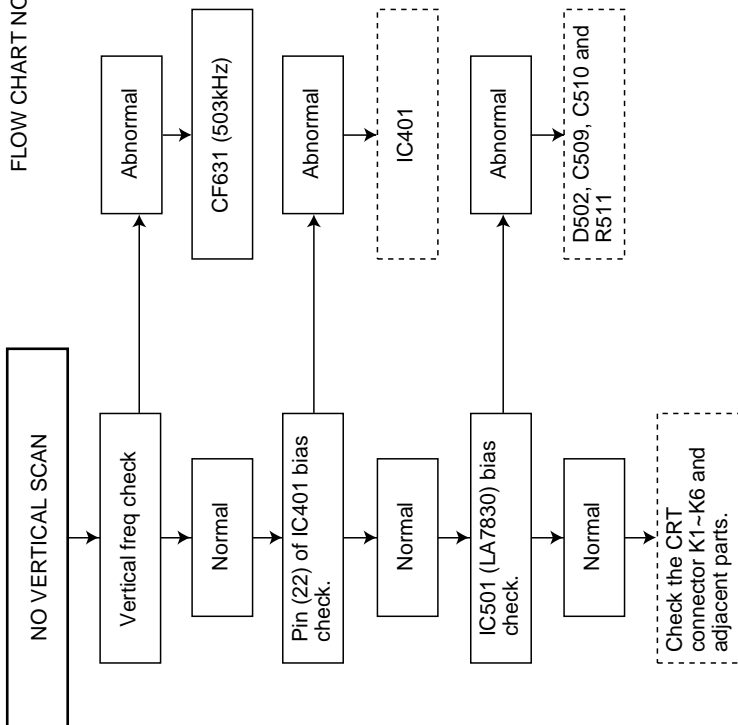 FLOW CHART NO
NO VERTICAL SCAN
Vertical freq check
Abnormal
CF631 (503kHz)
Normal
Pin (22) of IC401 bias
check.
Abnormal
IC401
Normal
IC501 (LA7830) bias
check.
Abnormal
D502, C509, C510 and
R511
Normal
Check the CRT
connector K1~K6 and
adjacent parts.